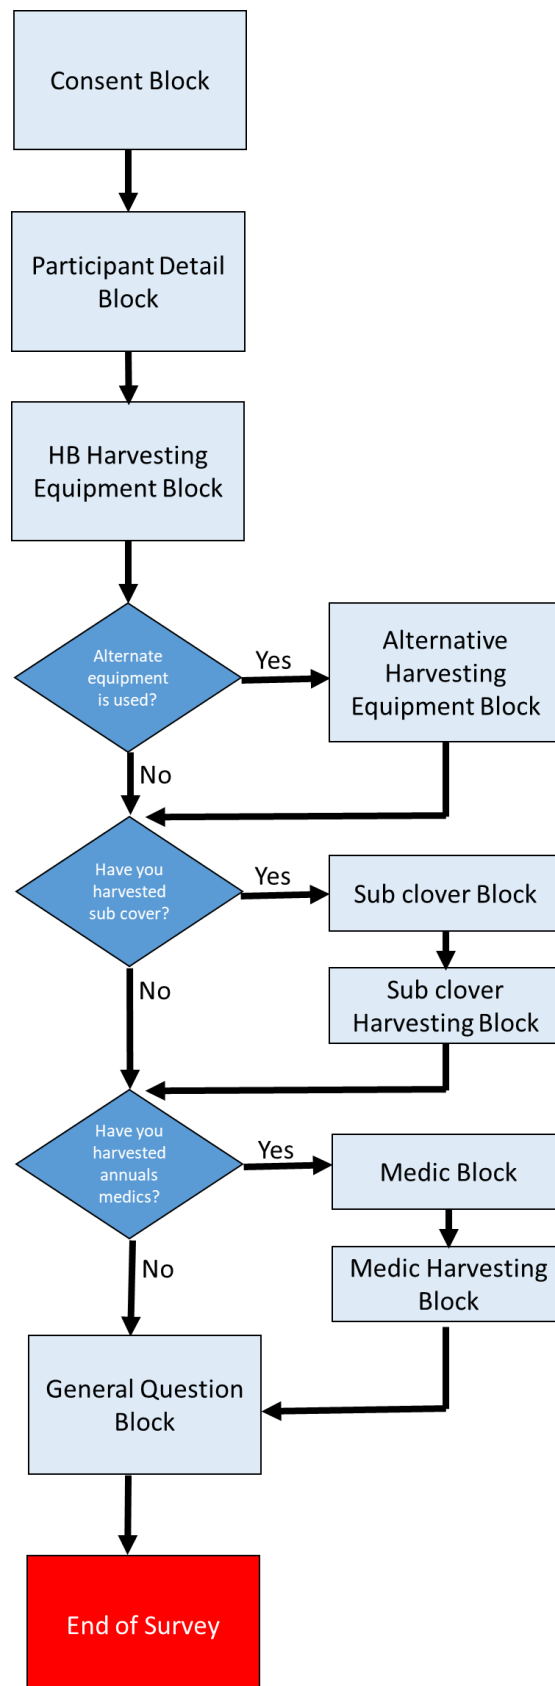 Consent Block
Participant Detail
Block
HB Harvesting
Equipment Block
Alternate
equipment
is used?
Yes
Alternative
Harvesting
Equipment Block
No
Have you
harvested
sub cover?
Yes
Sub clover Block
No
Sub clover
Harvesting Block
Have you
harvested
annuals
medics?
Yes
Medic Block
No
Medic Harvesting
Block
General Question
Block
End of Survey